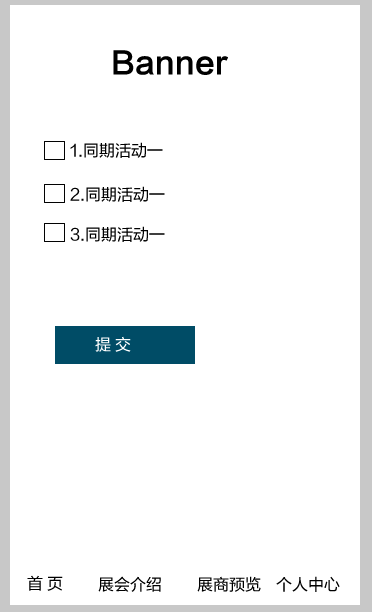 Banner
1.同期活动一
2.同期活动一
3.同期活动一
提 交
首 页 展会介绍 展商预览 个人中心